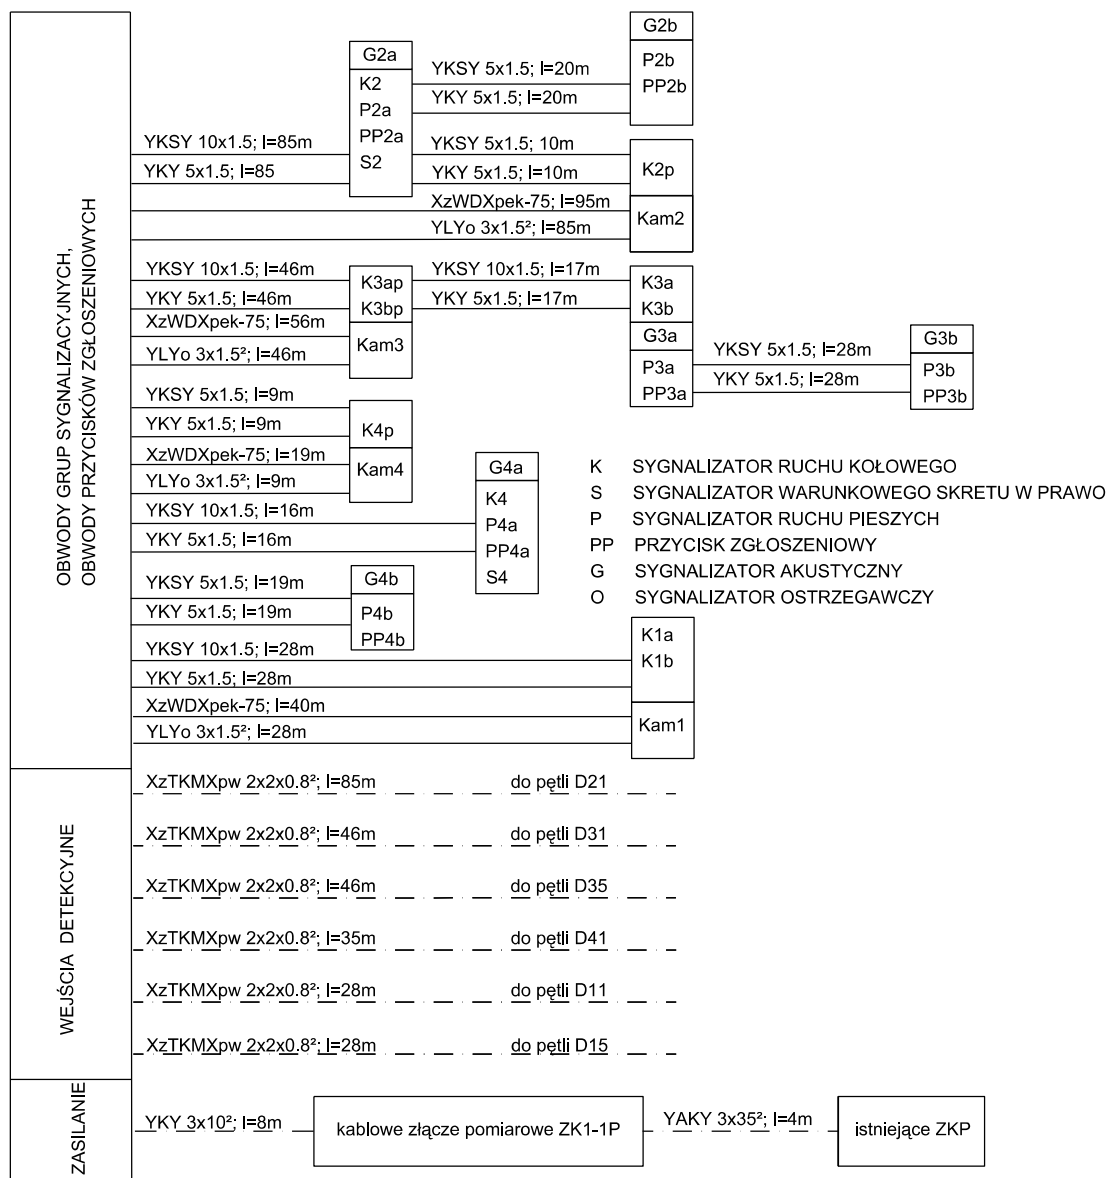 OBWODY GRUP SYGNALIZACYJNYCH,
OBWODY PRZYCISKÓW ZGŁOSZENIOWYCH
YKSY 10x1.5; l=85m
YKY 5x1.5; l=85
G2a
K2
P2a
PP2a
S2
YKSY 5x1.5; l=20m
YKY 5x1.5; l=20m
G2b
P2b
PP2b
YKSY 5x1.5; 10m
YKY 5x1.5; l=10m
K2p
XzWDXpek-75; l=95m
YLYo 3x1.5²; l=85m
Kam2
YKSY 10x1.5; l=46m
YKY 5x1.5; l=46m
XzWDXpek-75; l=56m
YLYo 3x1.5²; l=46m
K3ap
K3bp
Kam3
YKSY 10x1.5; l=17m
YKY 5x1.5; l=17m
K3a
K3b
G3a
P3a
PP3a
YKSY 5x1.5; l=28m
YKY 5x1.5; l=28m
G3b
P3b
PP3b
YKSY 5x1.5; l=9m
YKY 5x1.5; l=9m
XzWDXpek-75; l=19m
YLYo 3x1.5²; l=9m
K4p
Kam4
YKSY 10x1.5; l=16m
YKY 5x1.5; l=16m
G4a
K4
P4a
PP4a
S4
K SYGNALIZATOR RUCHU KOŁOWEGO
S SYGNALIZATOR WARUNKOWEGO SKRETU W PRAWO
P SYGNALIZATOR RUCHU PIESZYCH
PP PRZYCISK ZGŁOSZENIOWY
G SYGNALIZATOR AKUSTYCZNY
O SYGNALIZATOR OSTRZEGAWCZY
YKSY 5x1.5; l=19m
YKY 5x1.5; l=19m
G4b
P4b
PP4b
YKSY 10x1.5; l=28m
YKY 5x1.5; l=28m
XzWDXpek-75; l=40m
YLYo 3x1.5²; l=28m
K1a
K1b
Kam1
WEJŚCIA DETEKCYJNE
XzTKMXpw 2x2x0.8²; l=85m do pętli D21
XzTKMXpw 2x2x0.8²; l=46m do pętli D31
XzTKMXpw 2x2x0.8²; l=46m do pętli D35
XzTKMXpw 2x2x0.8²; l=35m do pętli D41
XzTKMXpw 2x2x0.8²; l=28m do pętli D11
XzTKMXpw 2x2x0.8²; l=28m do pętli D15
ZASILANIE
YKY 3x10²; l=8m
kablowe złącze pomiarowe ZK1-1P
YAKY 3x35²; l=4m
istniejące ZKP